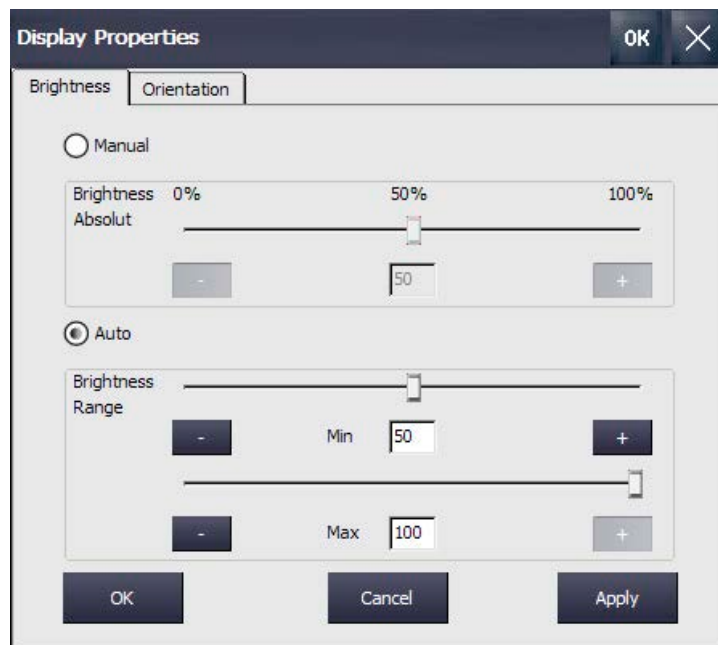 Display Properties OK
Brightness Orientation
Manual
Brightness 0% 50% 100%
Absolut
- 50 +
Auto
Brightness
Range
- Min 50 +
- Max 100 +
OK Cancel Apply